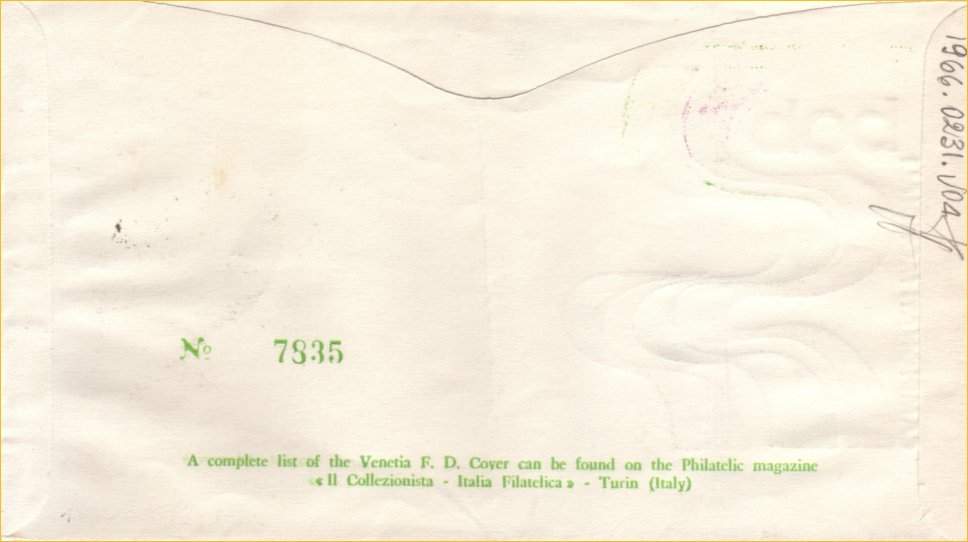 1966.0231.V04
Nº 7835
A complete list of the Venetia F. D. Cover can be found on the Philatelic magazine
« Il Collezionista - Italia Filatelica » - Turin (Italy)